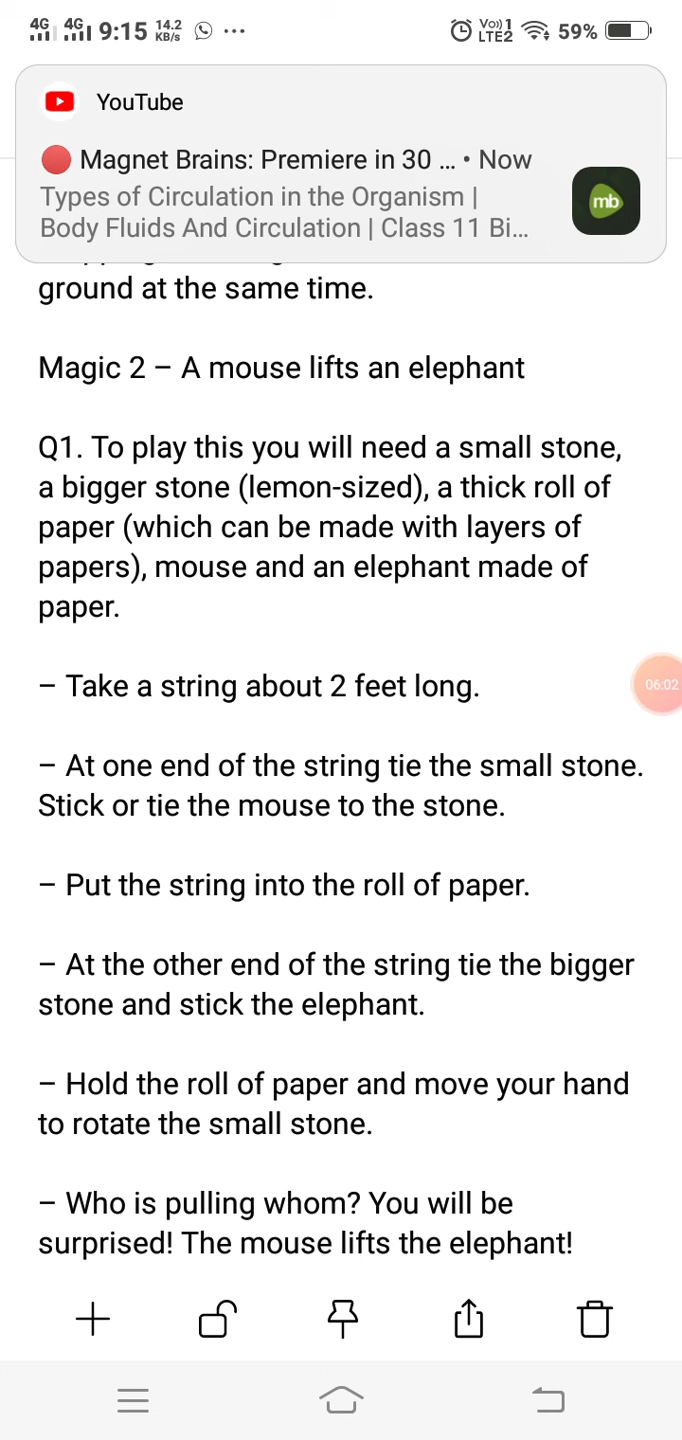 4G 4G 9:15 14.2 KB/s ... Vo)) 1 LTE2 59%
YouTube
Magnet Brains: Premiere in 30 ... • Now
Types of Circulation in the Organism |
Body Fluids And Circulation | Class 11 Bi...
mb
ground at the same time.
Magic 2 – A mouse lifts an elephant
Q1. To play this you will need a small stone,
a bigger stone (lemon-sized), a thick roll of
paper (which can be made with layers of
papers), mouse and an elephant made of
paper.
– Take a string about 2 feet long.
06:02
– At one end of the string tie the small stone.
Stick or tie the mouse to the stone.
– Put the string into the roll of paper.
– At the other end of the string tie the bigger
stone and stick the elephant.
– Hold the roll of paper and move your hand
to rotate the small stone.
– Who is pulling whom? You will be
surprised! The mouse lifts the elephant!